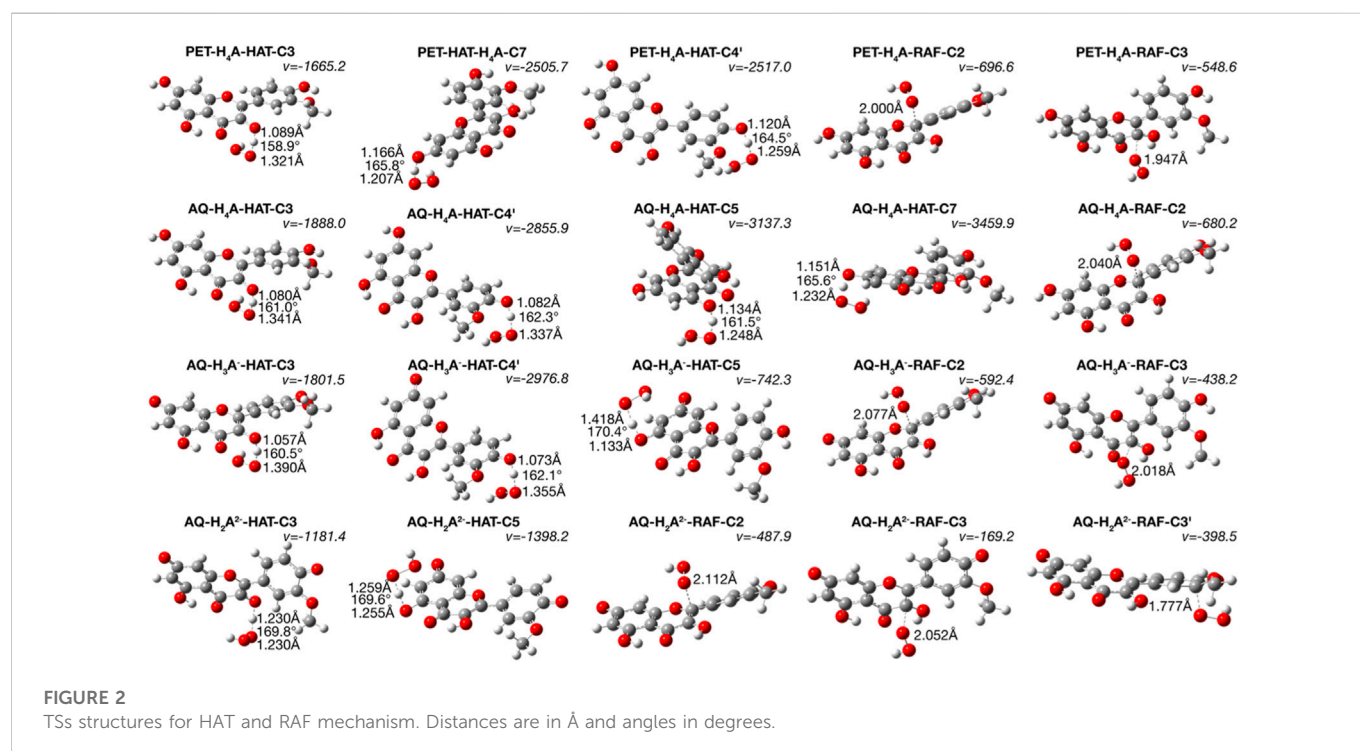 PET-H₄A-HAT-C3
v=-1665.2
1.089Å
158.9°
1.321Å
PET-HAT-H₄A-C7
v=-2505.7
1.166Å
165.8°
1.207Å
PET-H₄A-HAT-C4'
v=-2517.0
1.120Å
164.5°
1.259Å
PET-H₄A-RAF-C2
v=-696.6
2.000Å
PET-H₄A-RAF-C3
v=-548.6
1.947Å
AQ-H₄A-HAT-C3
v=-1888.0
1.080Å
161.0°
1.341Å
AQ-H₄A-HAT-C4'
v=-2855.9
1.082Å
162.3°
1.337Å
AQ-H₄A-HAT-C5
v=-3137.3
1.134Å
161.5°
1.248Å
AQ-H₄A-HAT-C7
v=-3459.9
1.151Å
165.6°
1.232Å
AQ-H₄A-RAF-C2
v=-680.2
2.040Å
AQ-H₃A⁻-HAT-C3
v=-1801.5
1.057Å
160.5°
1.390Å
AQ-H₃A⁻-HAT-C4'
v=-2976.8
1.073Å
162.1°
1.355Å
AQ-H₃A⁻-HAT-C5
v=-742.3
1.418Å
170.4°
1.133Å
AQ-H₃A⁻-RAF-C2
v=-592.4
2.077Å
AQ-H₃A⁻-RAF-C3
v=-438.2
2.018Å
AQ-H₂A²⁻-HAT-C3
v=-1181.4
1.230Å
169.8°
1.230Å
AQ-H₂A²⁻-HAT-C5
v=-1398.2
1.259Å
169.6°
1.255Å
AQ-H₂A²⁻-RAF-C2
v=-487.9
2.112Å
AQ-H₂A²⁻-RAF-C3
v=-169.2
2.052Å
AQ-H₂A²⁻-RAF-C3'
v=-398.5
1.777Å
FIGURE 2
TSs structures for HAT and RAF mechanism. Distances are in Å and angles in degrees.